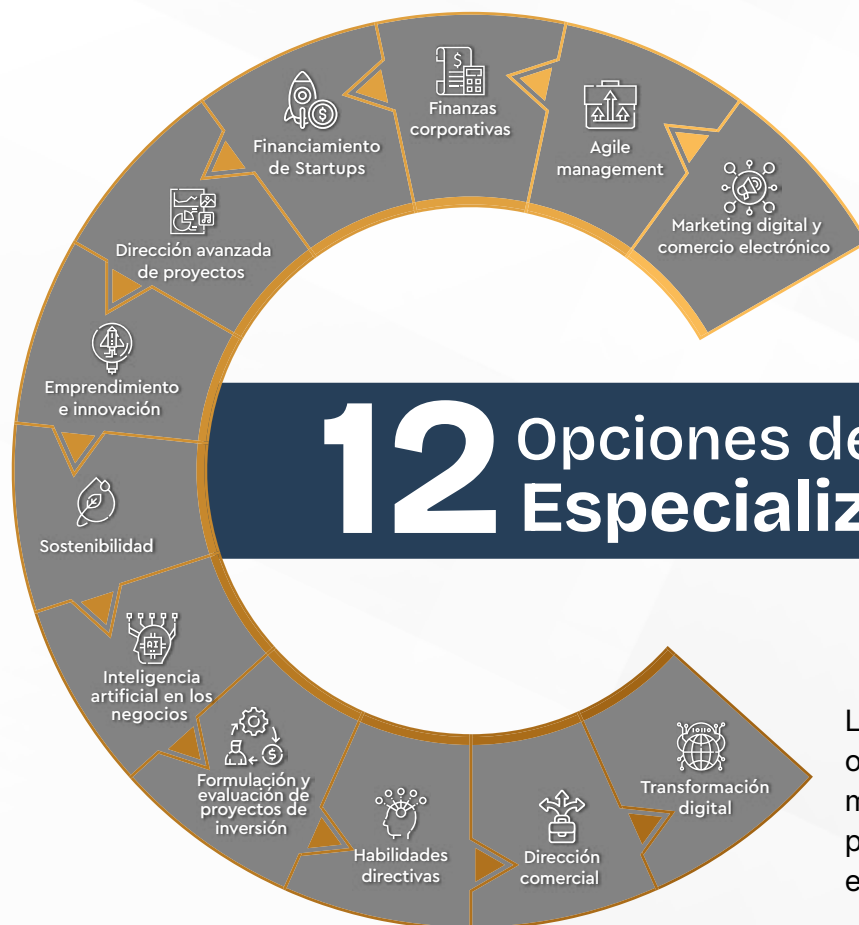 Finanzas
corporativas
Agile
management
Marketing digital y
comercio electrónico
Financiamiento
de Startups
Dirección avanzada
de proyectos
Emprendimiento
e innovación
Sostenibilidad
Inteligencia
artificial en los
negocios
Formulación y
evaluación de
proyectos de
inversión
Habilidades
directivas
Dirección
comercial
Transformación
digital
12 Opciones de
Especializ
AI
10110
L
o
m
p
e